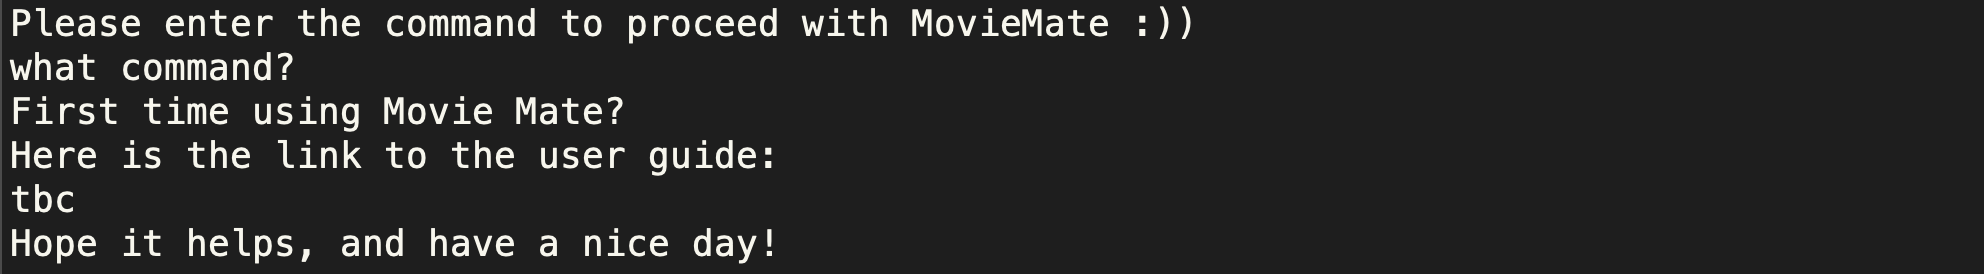 Please enter the command to proceed with MovieMate :))
what command?
First time using Movie Mate?
Here is the link to the user guide:
tbc
Hope it helps, and have a nice day!